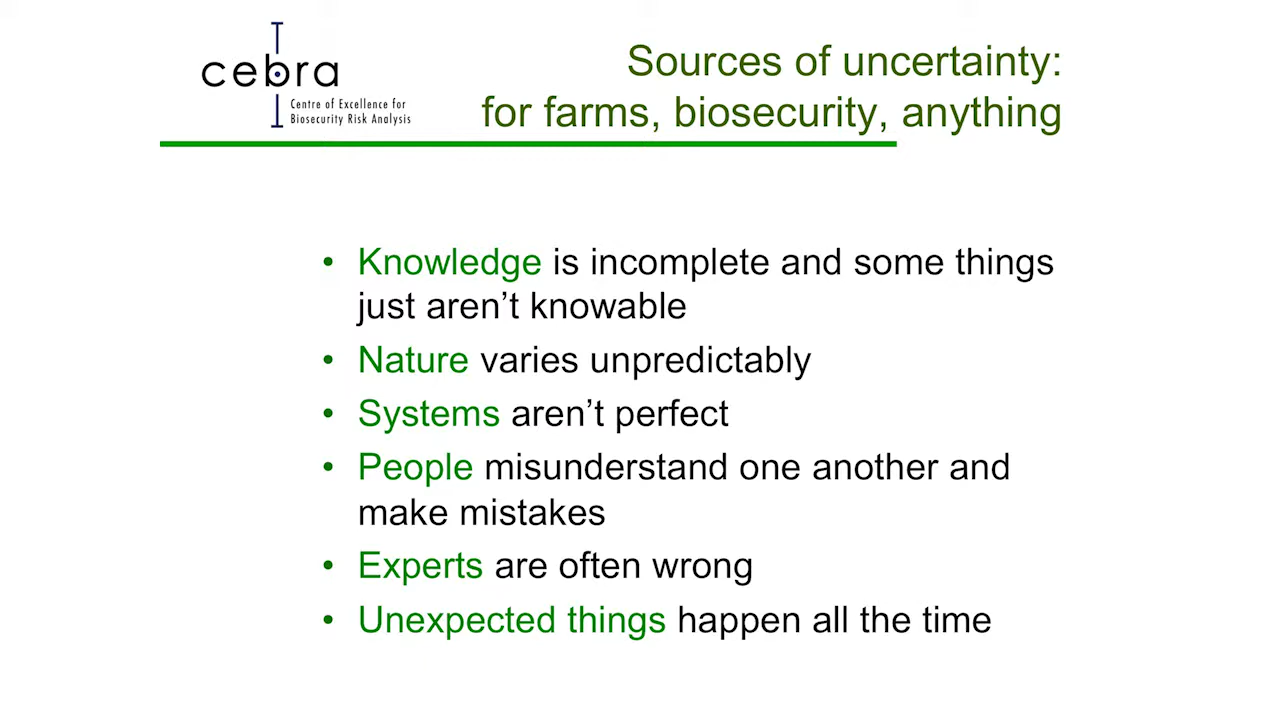 cebra
Centre of Excellence for
Biosecurity Risk Analysis
Sources of uncertainty:
for farms, biosecurity, anything
• Knowledge is incomplete and some things
just aren’t knowable
• Nature varies unpredictably
• Systems aren’t perfect
• People misunderstand one another and
make mistakes
• Experts are often wrong
• Unexpected things happen all the time